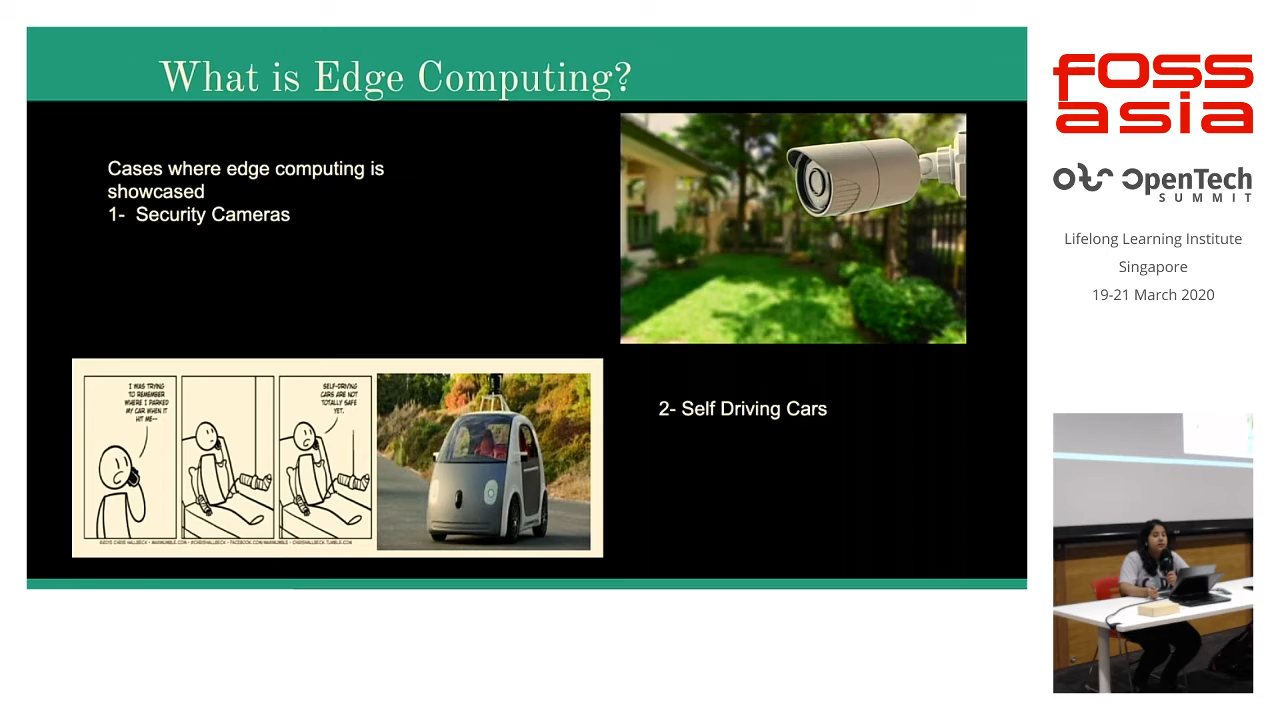 What is Edge Computing?
Cases where edge computing is
showcased
1- Security Cameras
I WAS TRYING
TO REMEMBER
WHERE I PARKED
MY CAR WHEN IT
HIT ME--
SELF-DRIVING
CARS ARE NOT
TOTALLY SAFE
YET.
2- Self Driving Cars
FOSS
asia
OpenTech
SUMMIT
Lifelong Learning Institute
Singapore
19-21 March 2020